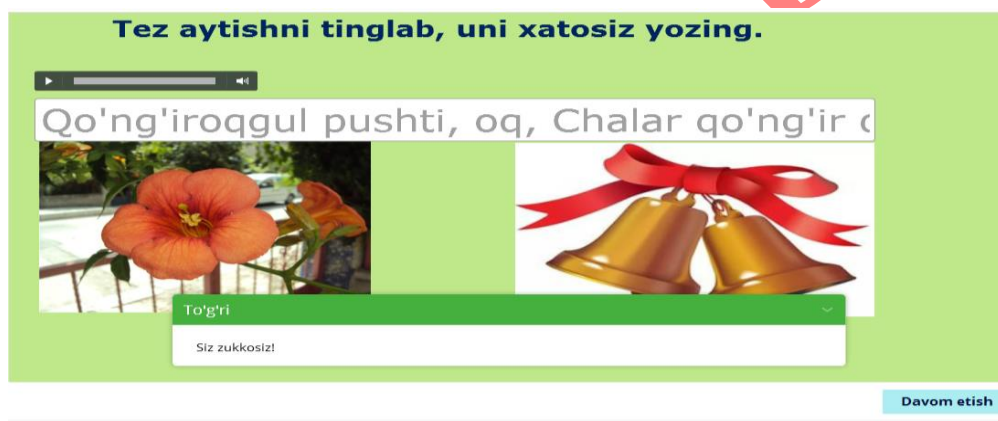 Tez aytishni tinglab, uni xatosiz yozing.
Qo'ng'iroqgul pushti, oq, Chalar qo'ng'ir
To'g'ri
Siz zukkosiz!
Davom etish